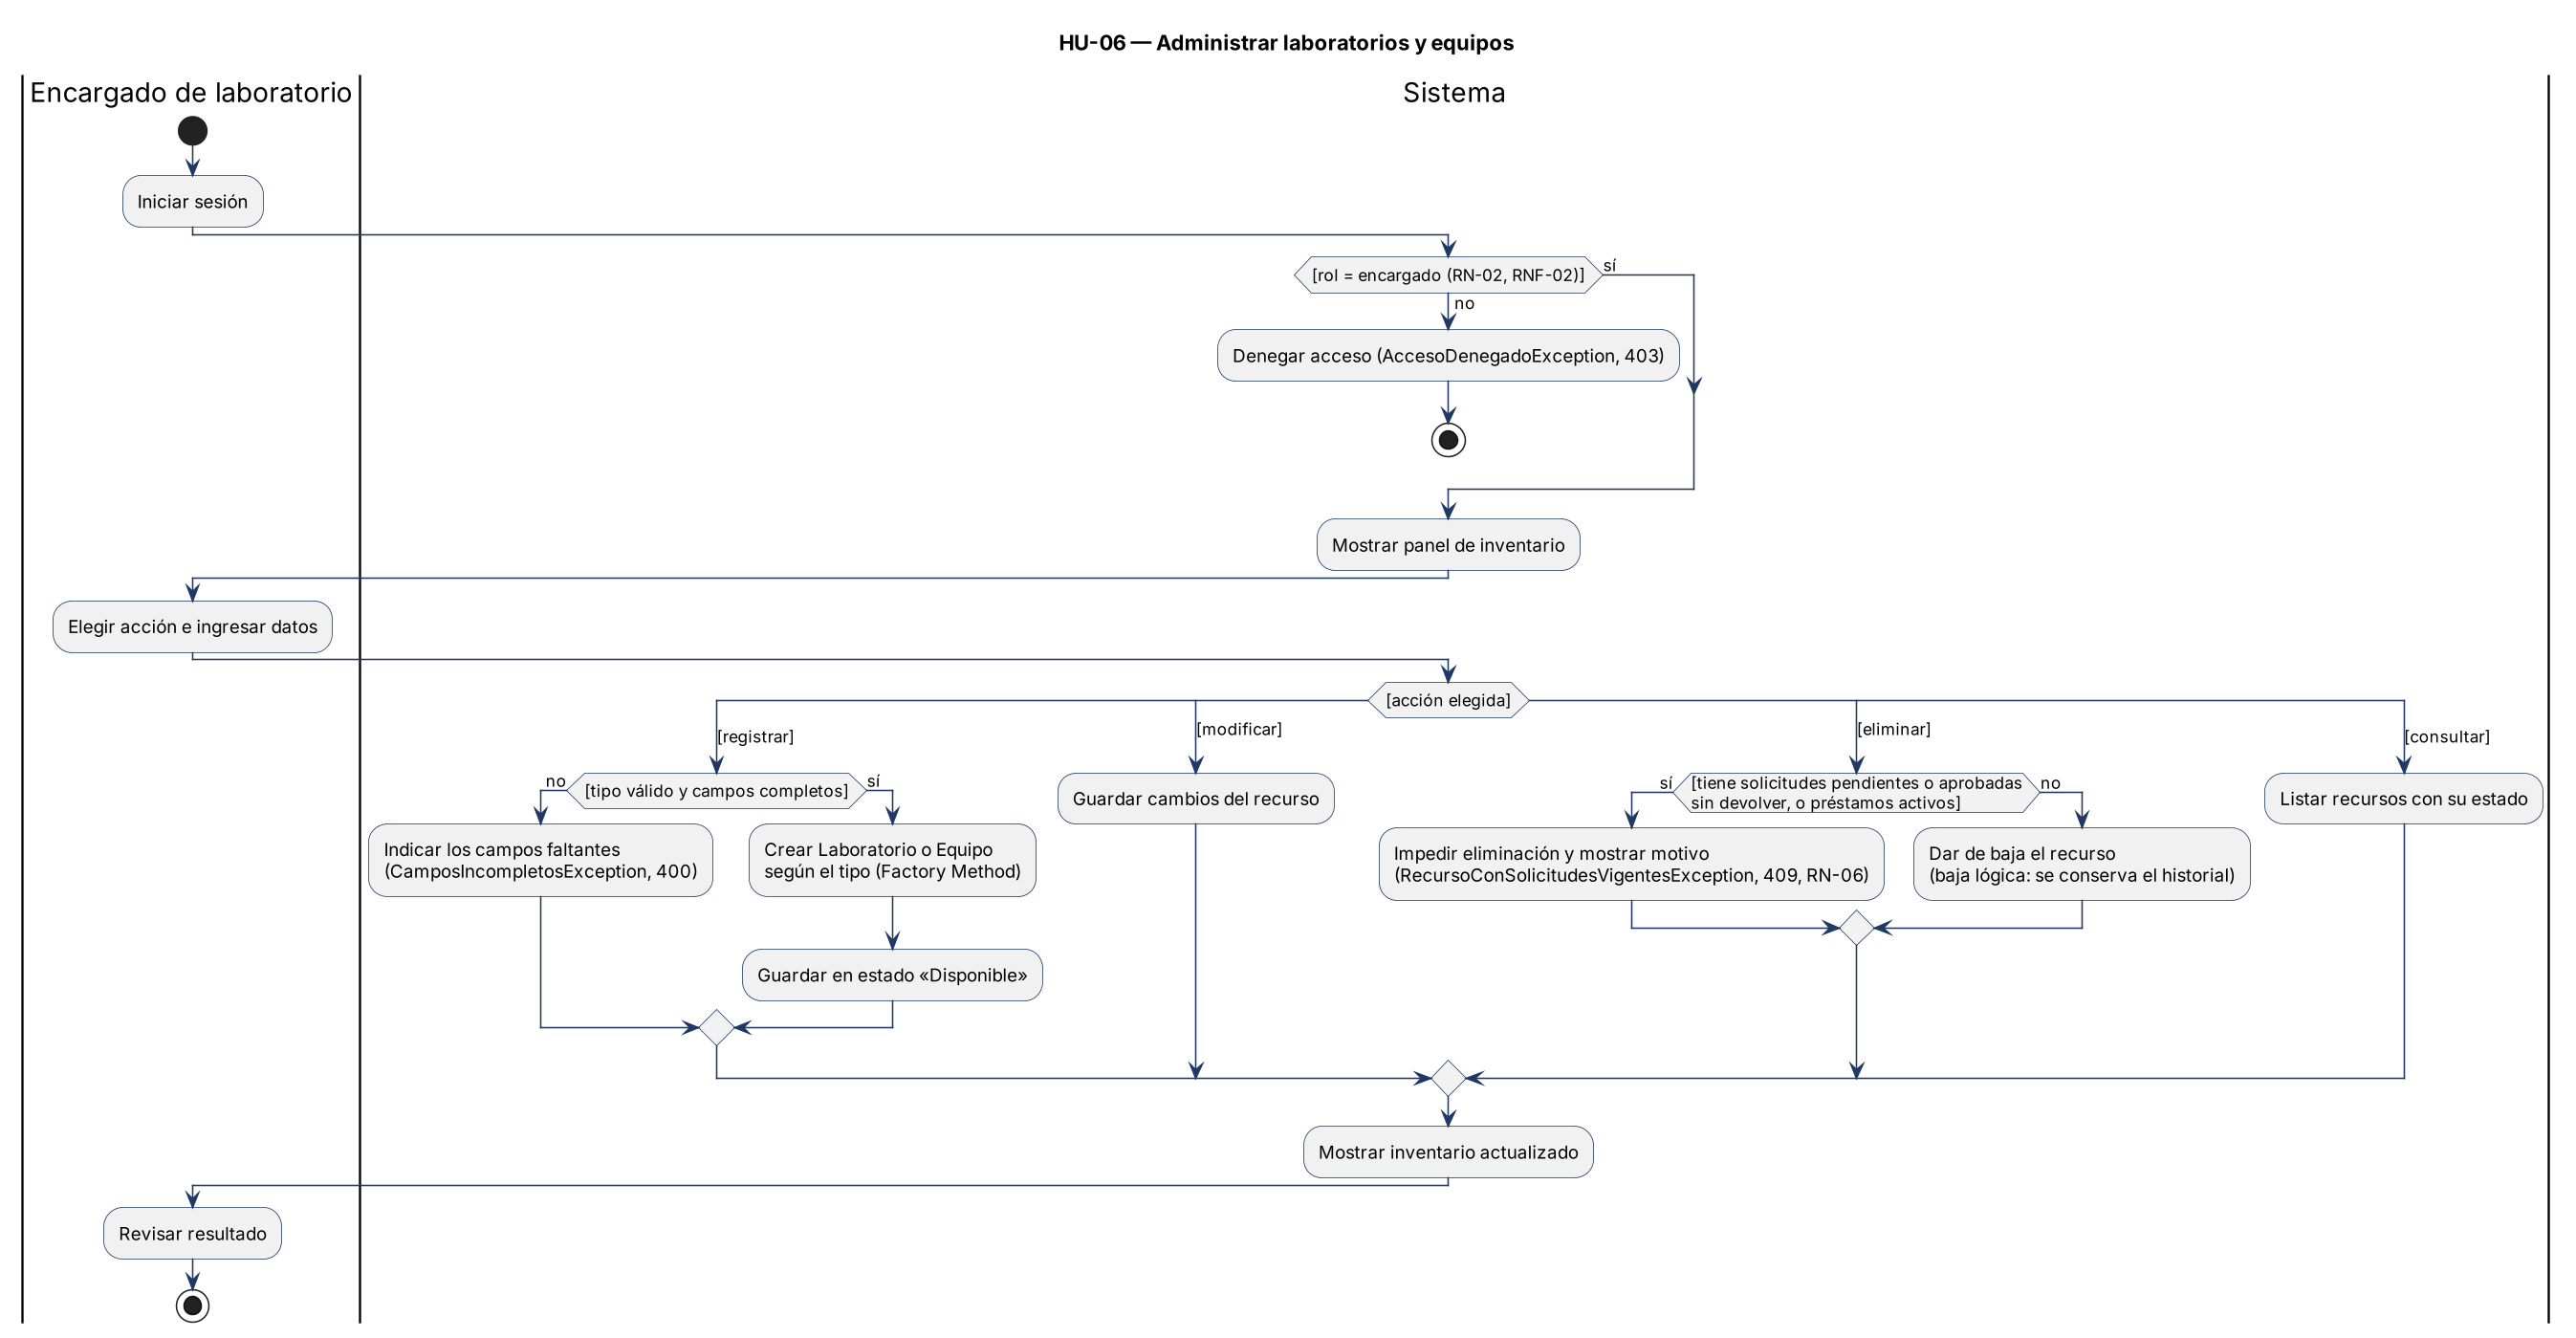 HU-06 — Administrar laboratorios y equipos
Encargado de laboratorio
Sistema
Iniciar sesión
[rol = encargado (RN-02, RNF-02)]
sí
no
Denegar acceso (AccesoDenegadoException, 403)
Mostrar panel de inventario
Elegir acción e ingresar datos
[acción elegida]
[registrar]
[modificar]
[eliminar]
[consultar]
no
[tipo válido y campos completos]
sí
Indicar los campos faltantes
(CamposIncompletosException, 400)
Crear Laboratorio o Equipo
según el tipo (Factory Method)
Guardar en estado «Disponible»
Guardar cambios del recurso
sí
[tiene solicitudes pendientes o aprobadas
sin devolver, o préstamos activos]
no
Impedir eliminación y mostrar motivo
(RecursoConSolicitudesVigentesException, 409, RN-06)
Dar de baja el recurso
(baja lógica: se conserva el historial)
Listar recursos con su estado
Mostrar inventario actualizado
Revisar resultado